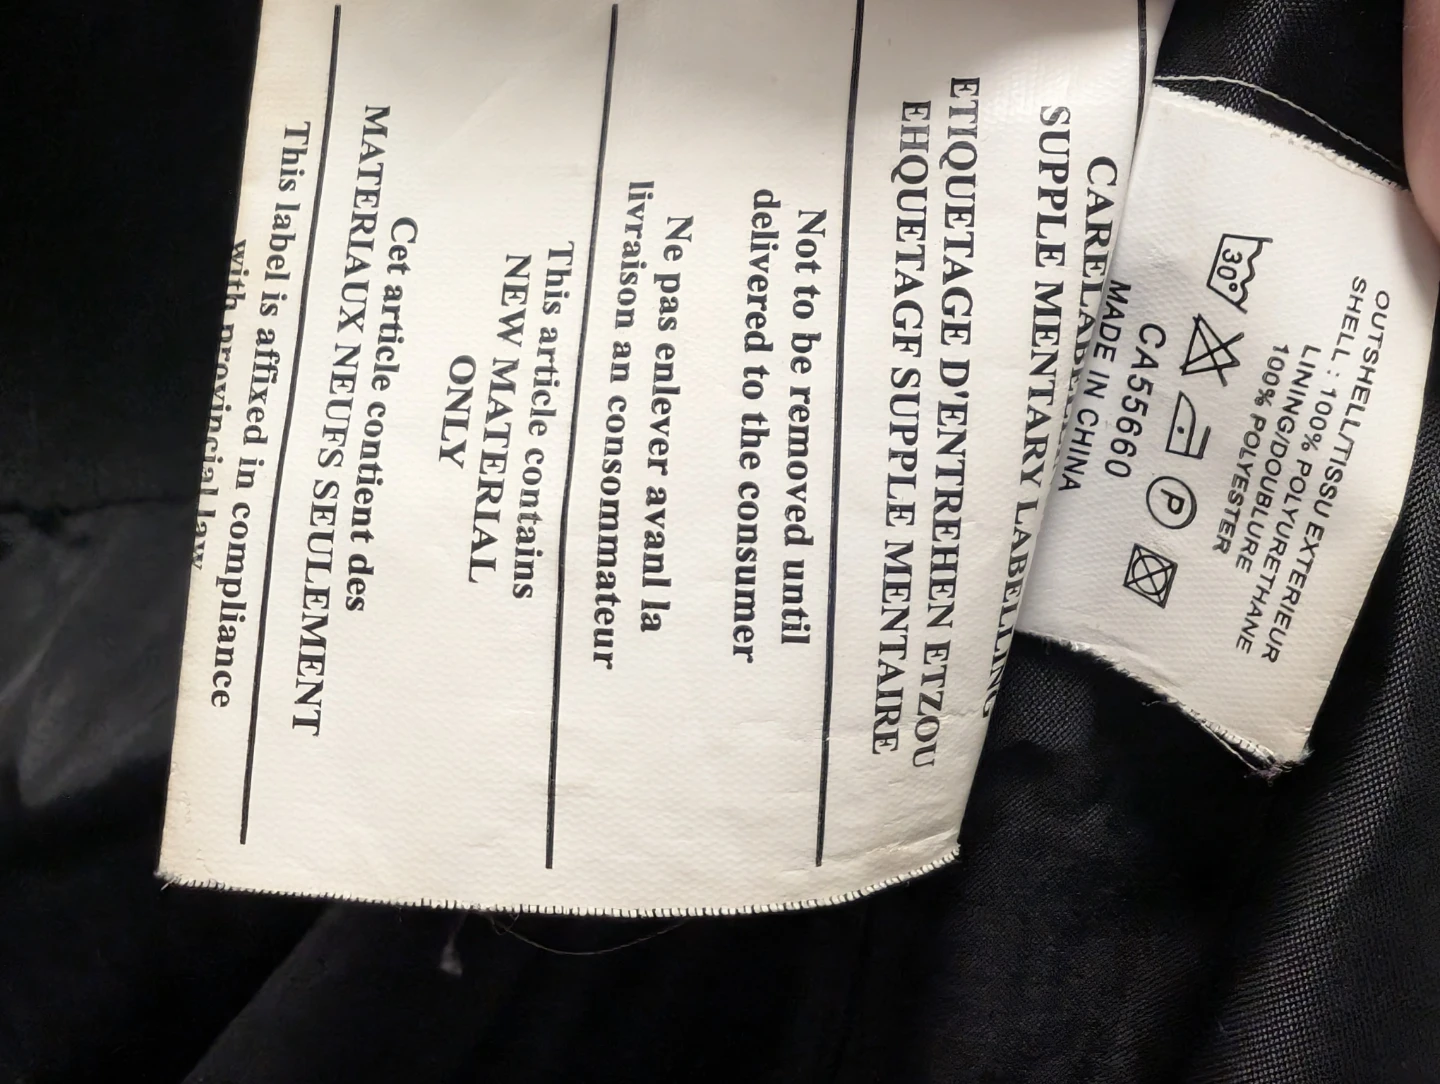 OUTSHELL/TISSU EXTERIEUR
SHELL : 100% POLYURETHANE
LINING/DOUBLURE
100% POLYESTER
30°
P
CA55660
MADE IN CHINA
SUPPLE MENTARY LABELLING
ETIQUETAGE D'ENTREHEN ETZOU
EHQUETAGF SUPPLE MENTAIRE
Not to be removed until
delivered to the consumer
Ne pas enlever avanl la
livraison an consommateur
This article contains
NEW MATERIAL
ONLY
Cet article contient des
MATERIAUX NEUFS SEULEMENT
This label is affixed in compliance
with provincial law